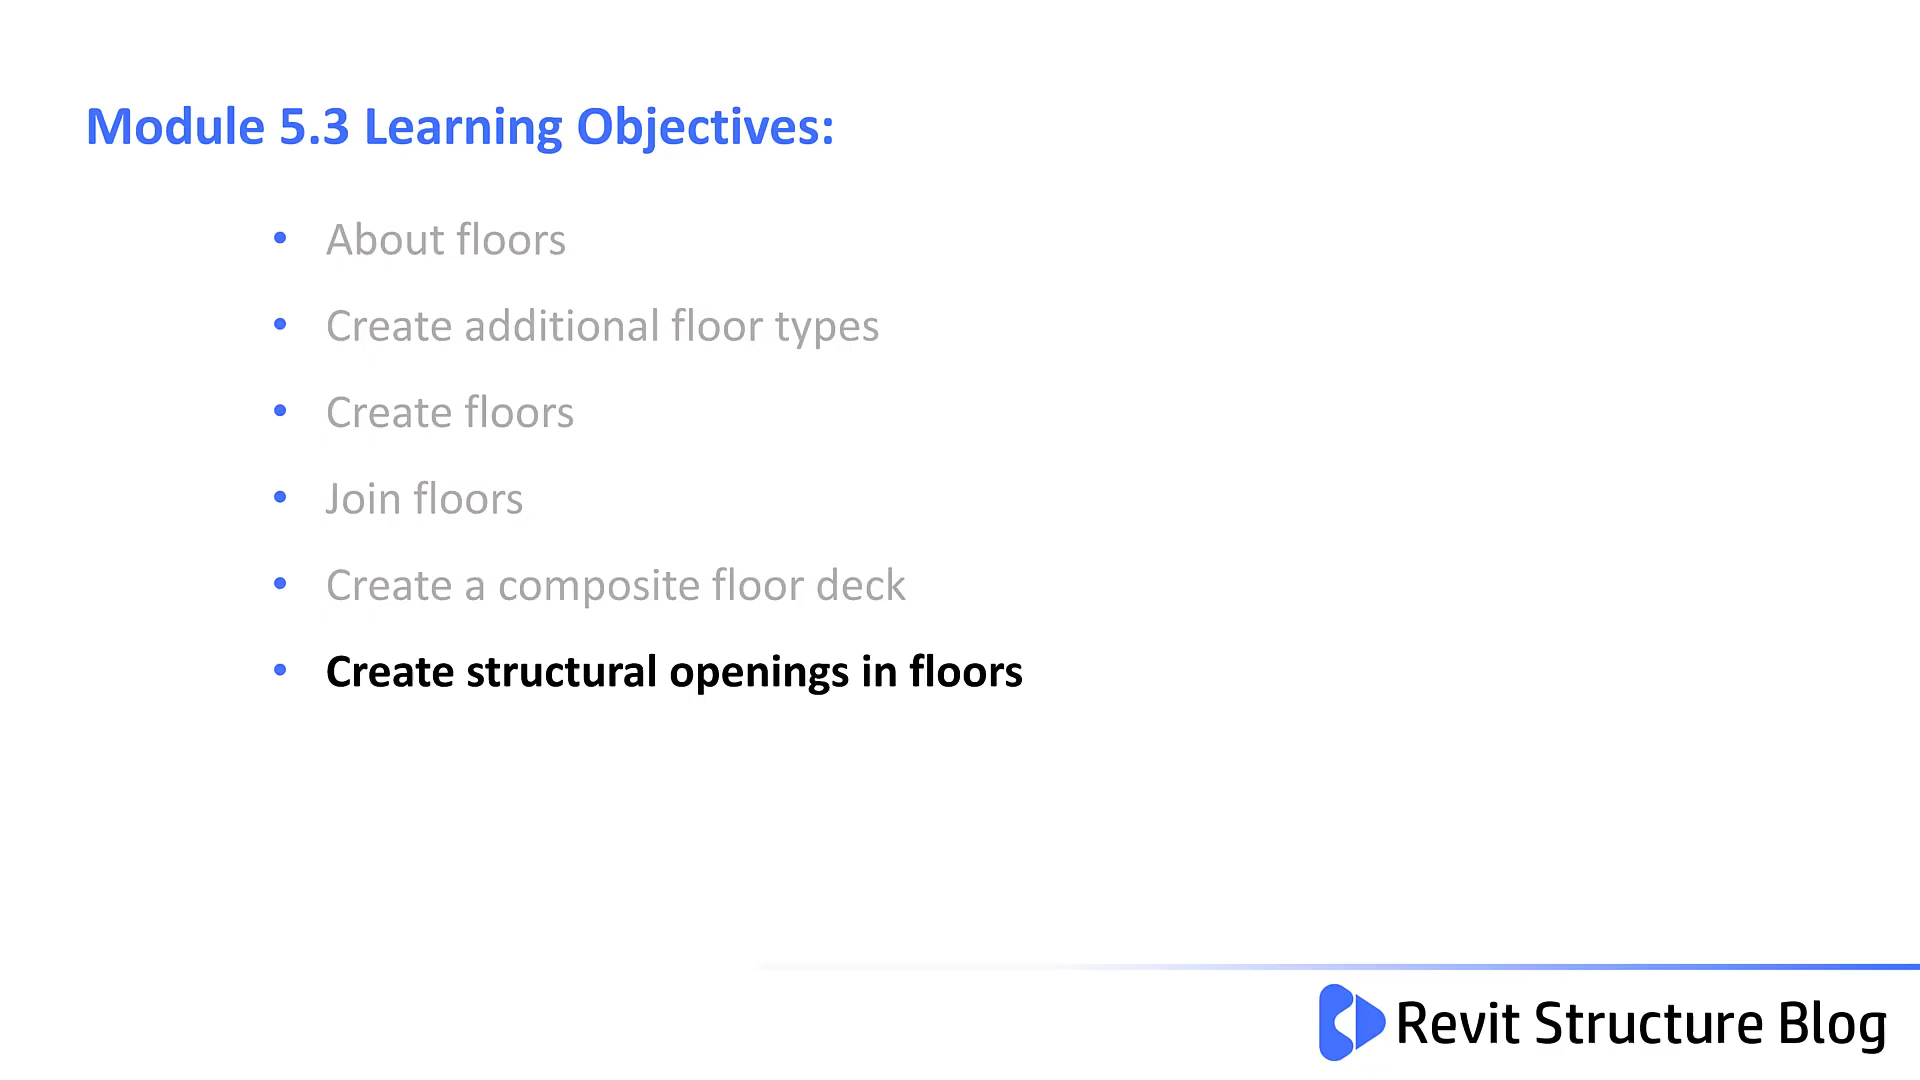 Module 5.3 Learning Objectives:
• About floors
• Create additional floor types
• Create floors
• Join floors
• Create a composite floor deck
• Create structural openings in floors
Revit Structure Blog